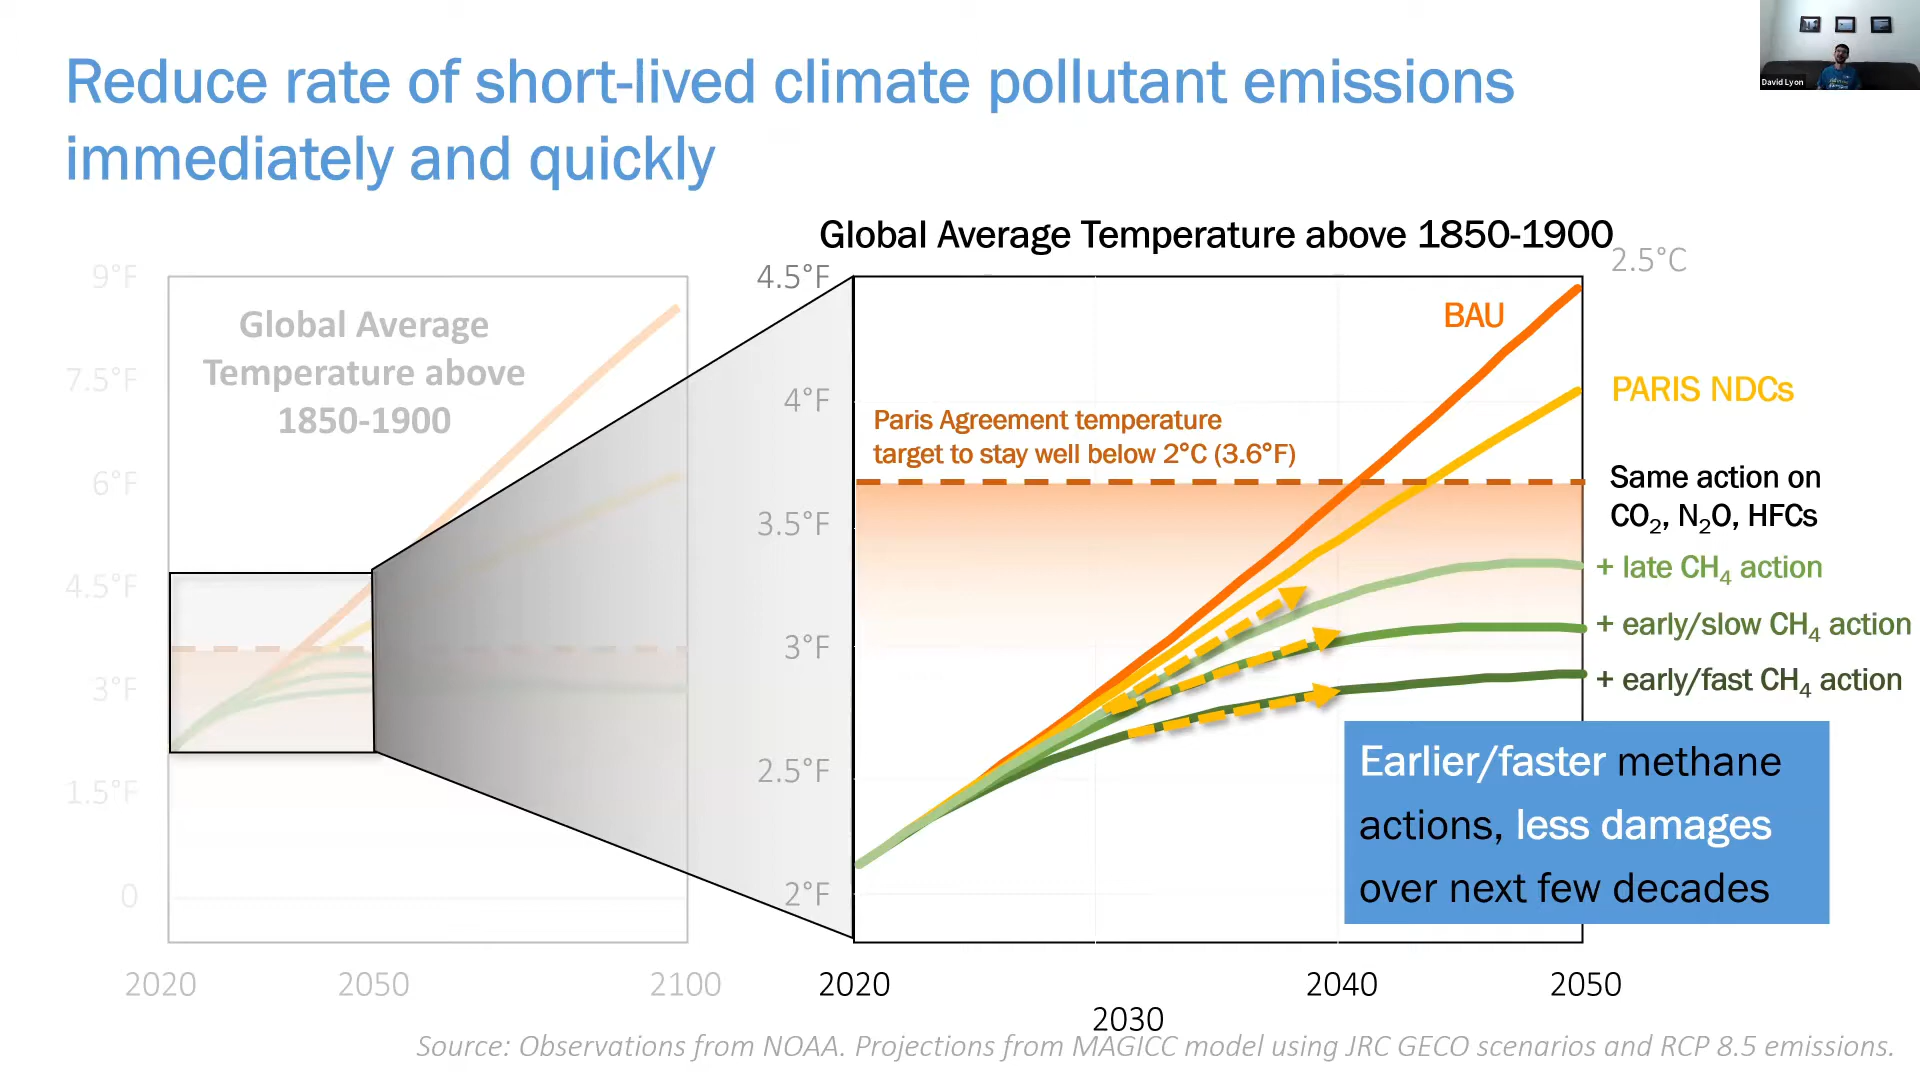 Reduce rate of short-lived climate pollutant emissions
immediately and quickly
David Lyon
Global Average Temperature above 1850-1900
9°F
7.5°F
6°F
4.5°F
3°F
1.5°F
0
Global Average
Temperature above
1850-1900
2020
2050
2100
4.5°F
4°F
3.5°F
3°F
2.5°F
2°F
2.5°C
BAU
PARIS NDCs
Paris Agreement temperature
target to stay well below 2°C (3.6°F)
Same action on
CO₂, N₂O, HFCs
+ late CH₄ action
+ early/slow CH₄ action
+ early/fast CH₄ action
Earlier/faster methane
actions, less damages
over next few decades
2020
2030
2040
2050
Source: Observations from NOAA. Projections from MAGICC model using JRC GECO scenarios and RCP 8.5 emissions.